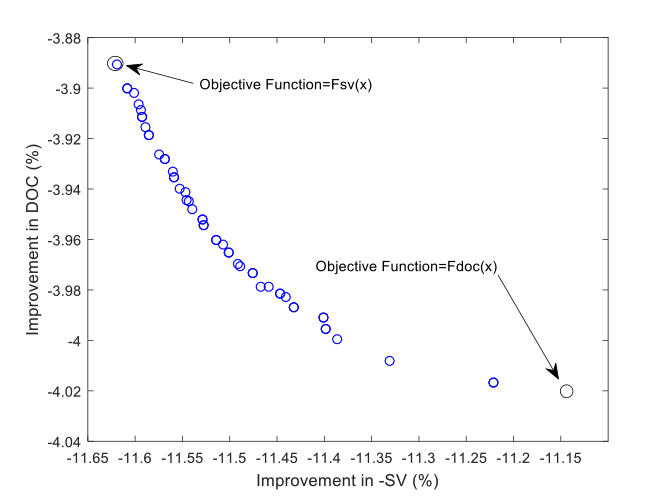 -3.88
Objective Function=Fsv(x)
-3.9
-3.92
-3.94
-3.96
Objective Function=Fdoc(x)
-3.98
-4
-4.02
-4.04
Improvement in DOC (%)
-11.65 -11.6 -11.55 -11.5 -11.45 -11.4 -11.35 -11.3 -11.25 -11.2 -11.15
Improvement in -SV (%)